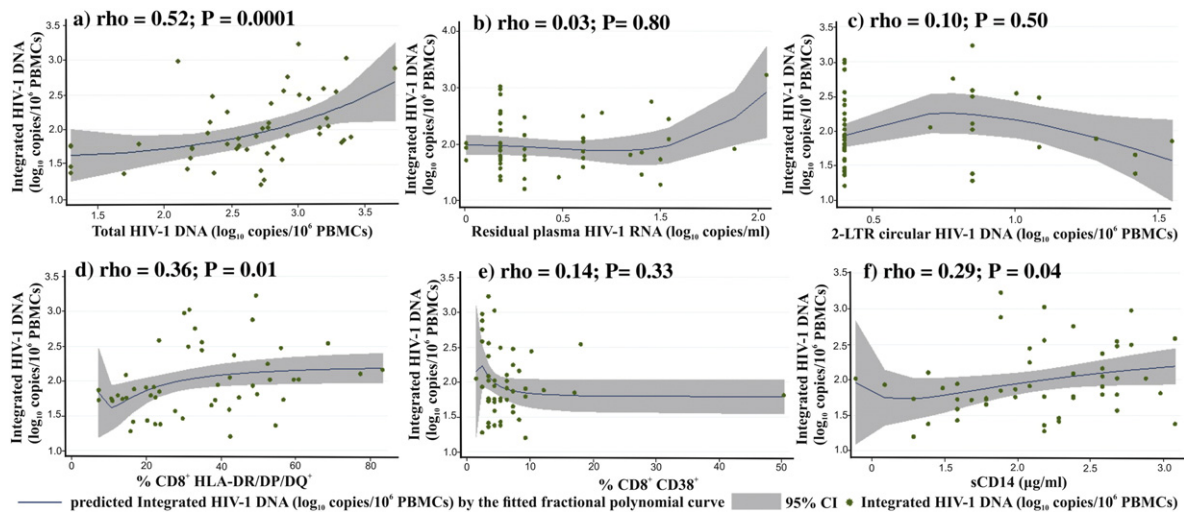 a) rho = 0.52; P = 0.0001
Integrated HIV-1 DNA
(log₁₀ copies/10⁶ PBMCs)
3.5
3.0
2.5
2.0
1.5
1.0
1.5
2.0
2.5
3.0
3.5
Total HIV-1 DNA (log₁₀ copies/10⁶ PBMCs)
b) rho = 0.03; P = 0.80
Integrated HIV-1 DNA
(log₁₀ copies/10⁶ PBMCs)
4.0
3.0
2.0
1.0
0.0
0.5
1.0
1.5
2.0
Residual plasma HIV-1 RNA (log₁₀ copies/ml)
c) rho = 0.10; P = 0.50
Integrated HIV-1 DNA
(log₁₀ copies/10⁶ PBMCs)
3.5
3.0
2.5
2.0
1.5
1.0
0.5
1.0
1.5
2-LTR circular HIV-1 DNA (log₁₀ copies/10⁶ PBMCs)
d) rho = 0.36; P = 0.01
Integrated HIV-1 DNA
(log₁₀ copies/10⁶ PBMCs)
3.5
3.0
2.5
2.0
1.5
1.0
0
20
40
60
80
% CD8⁺ HLA-DR/DP/DQ⁺
e) rho = 0.14; P= 0.33
Integrated HIV-1 DNA
(log₁₀ copies/10⁶ PBMCs)
3.5
3.0
2.5
2.0
1.5
1.0
0
10
20
30
40
50
% CD8⁺ CD38⁺
f) rho = 0.29; P = 0.04
Integrated HIV-1 DNA
(log₁₀ copies/10⁶ PBMCs)
3.5
3.0
2.5
2.0
1.5
1.0
0.1
0.5
1.0
1.5
2.0
2.5
3.0
sCD14 (µg/ml)
predicted Integrated HIV-1 DNA (log₁₀ copies/10⁶ PBMCs) by the fitted fractional polynomial curve 95% CI Integrated HIV-1 DNA (log₁₀ copies/10⁶ PBMCs)